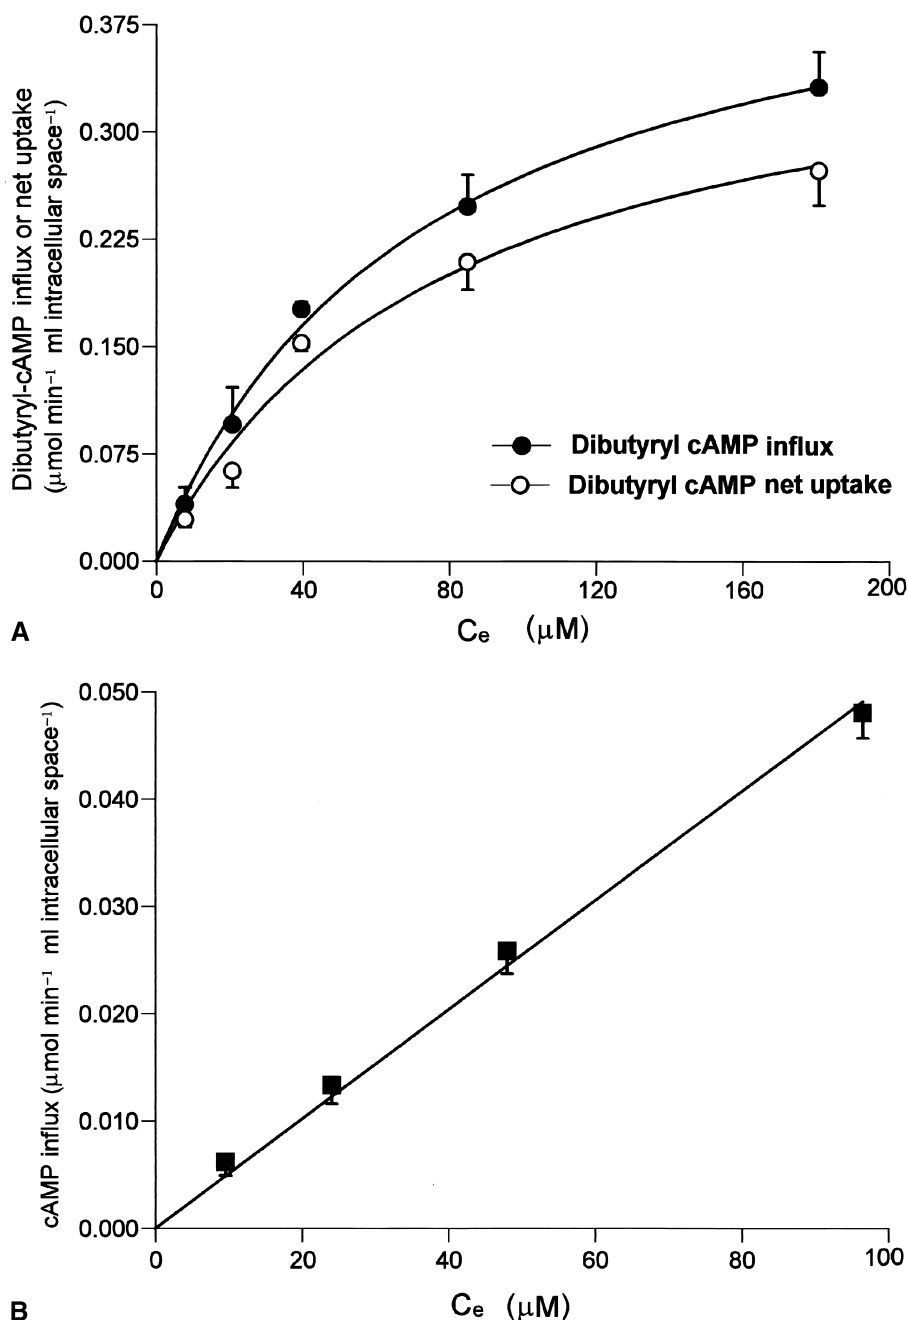 Dibutyryl-cAMP influx or net uptake
(μmol min⁻¹ ml intracellular space⁻¹)
0.375
0.300
0.225
0.150
0.075
0.000
Dibutyryl cAMP influx
Dibutyryl cAMP net uptake
0 40 80 120 160 200
A
Ce (μM)
cAMP influx (μmol min⁻¹ ml intracellular space⁻¹)
0.050
0.040
0.030
0.020
0.010
0.000
0 20 40 60 80 100
B
Ce (μM)